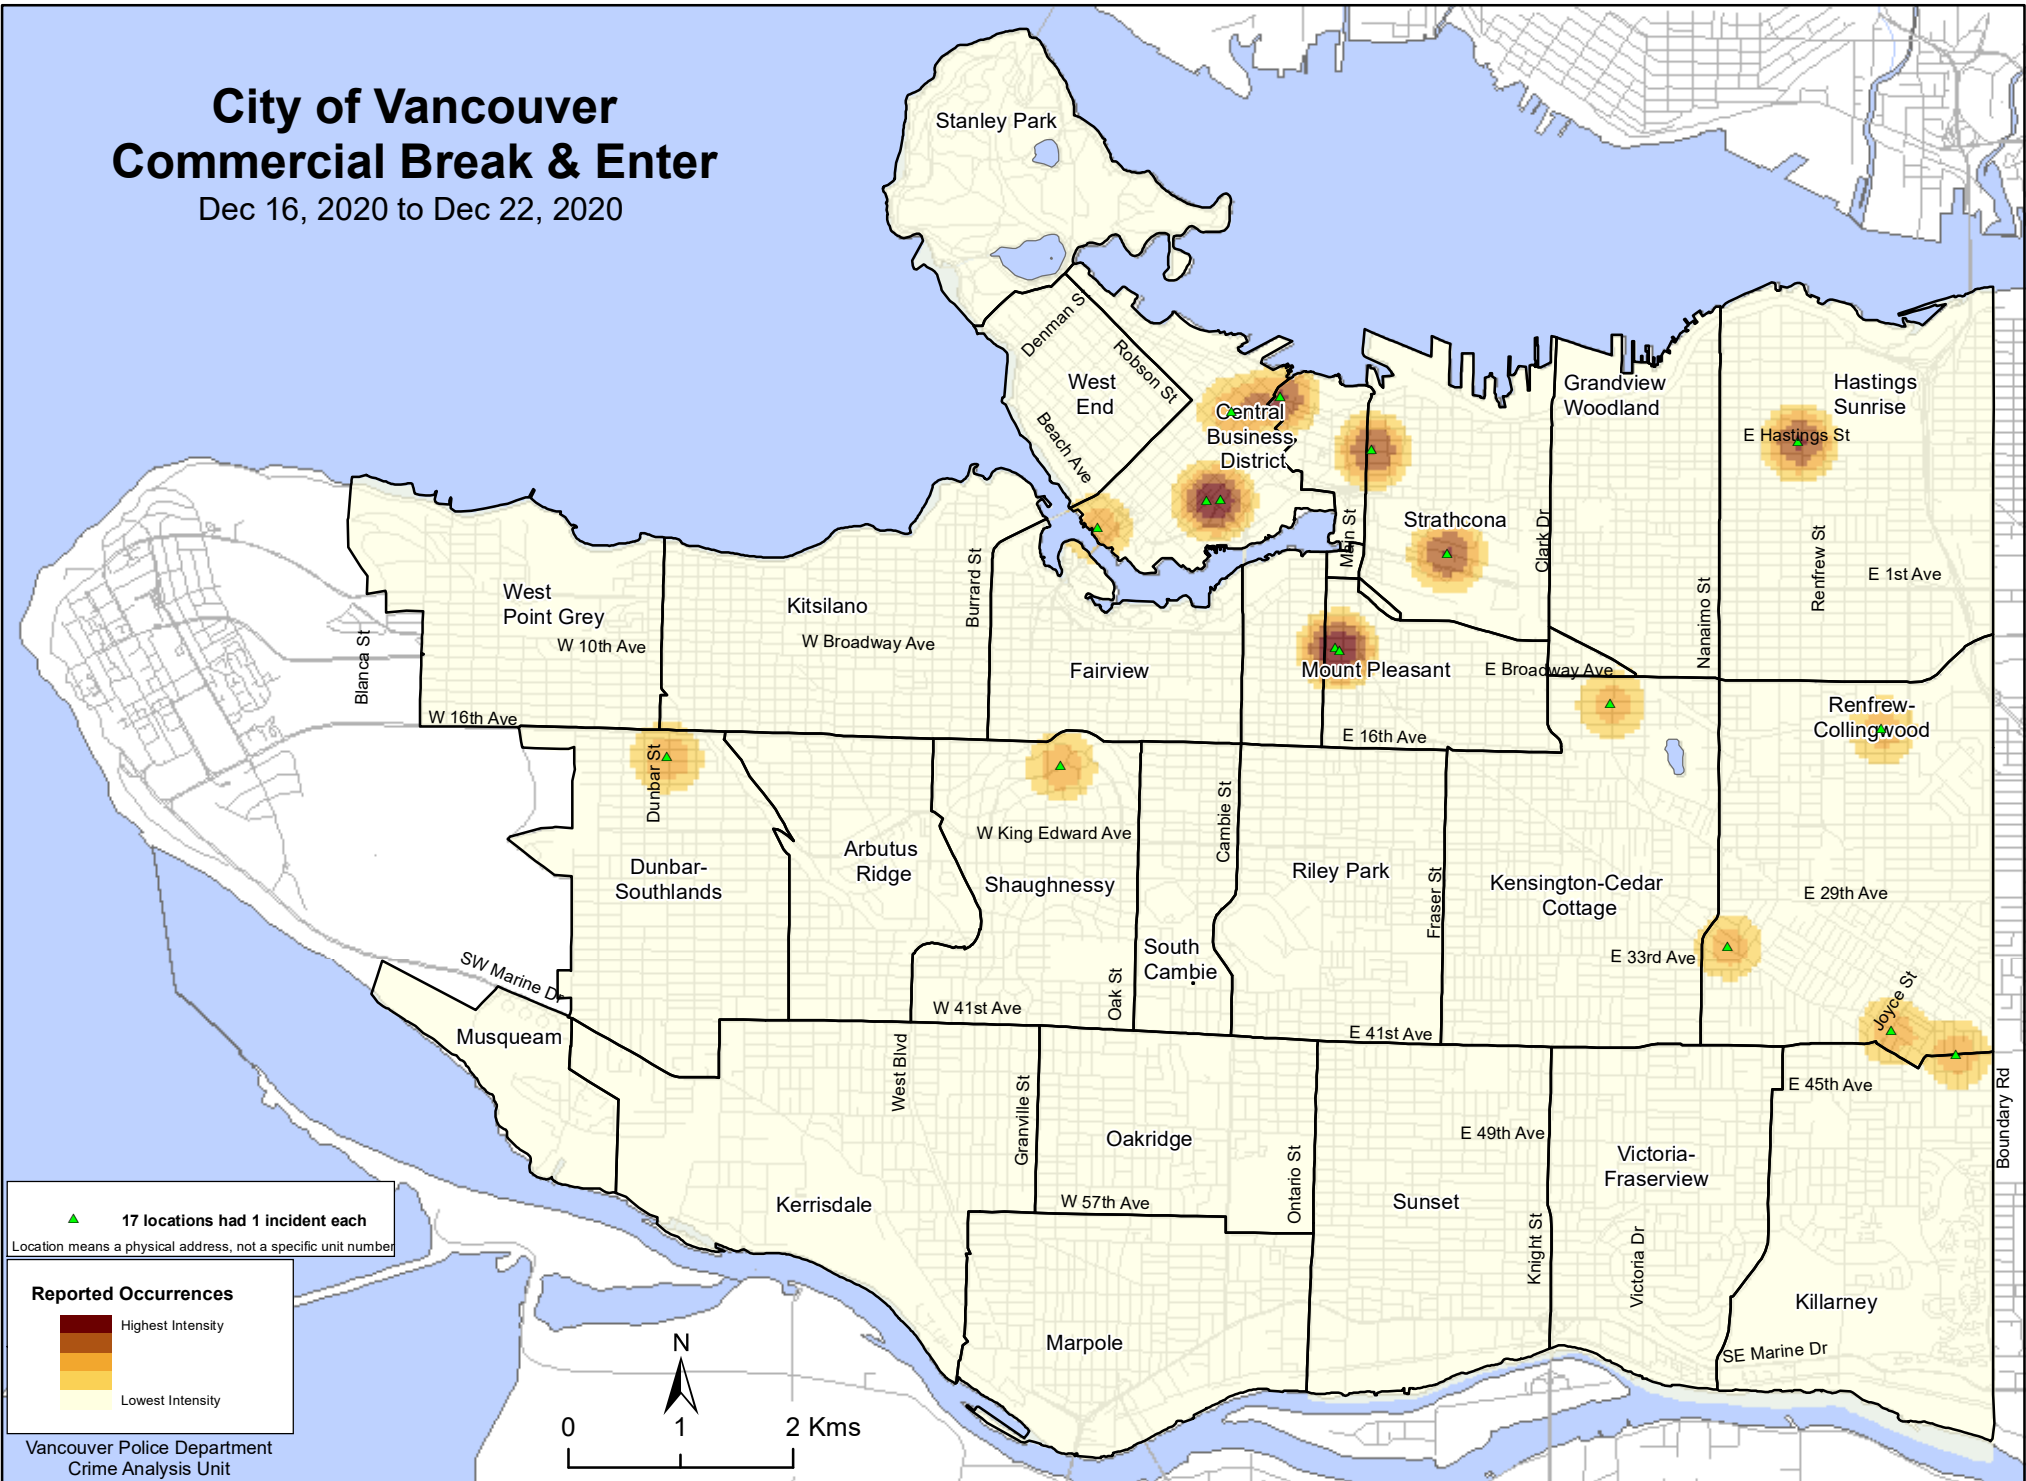 City of Vancouver
Commercial Break & Enter
Dec 16, 2020 to Dec 22, 2020
Stanley Park
Denman S
Robson St
West
End
Beach Ave
Central
Business
District
Grandview
Woodland
Hastings
Sunrise
E Hastings St
Strathcona
Main St
Clark Dr
Nanaimo St
Renfrew St
E 1st Ave
West
Point Grey
W 10th Ave
Blanca St
Kitsilano
W Broadway Ave
Burrard St
Fairview
Mount Pleasant
E Broadway Ave
W 16th Ave
E 16th Ave
Renfrew-
Collingwood
Dunbar St
W King Edward Ave
Cambie St
Dunbar-
Southlands
Arbutus
Ridge
Shaughnessy
Riley Park
Fraser St
Kensington-Cedar
Cottage
E 29th Ave
South
Cambie
E 33rd Ave
SW Marine Dr
Oak St
Joyce St
W 41st Ave
E 41st Ave
Musqueam
West Blvd
Granville St
E 45th Ave
Boundary Rd
Oakridge
E 49th Ave
Ontario St
Victoria-
Fraserview
W 57th Ave
Kerrisdale
Sunset
Knight St
Victoria Dr
Killarney
Marpole
SE Marine Dr
17 locations had 1 incident each
Location means a physical address, not a specific unit number
Reported Occurrences
Highest Intensity
Lowest Intensity
N
0 1 2 Kms
Vancouver Police Department
Crime Analysis Unit